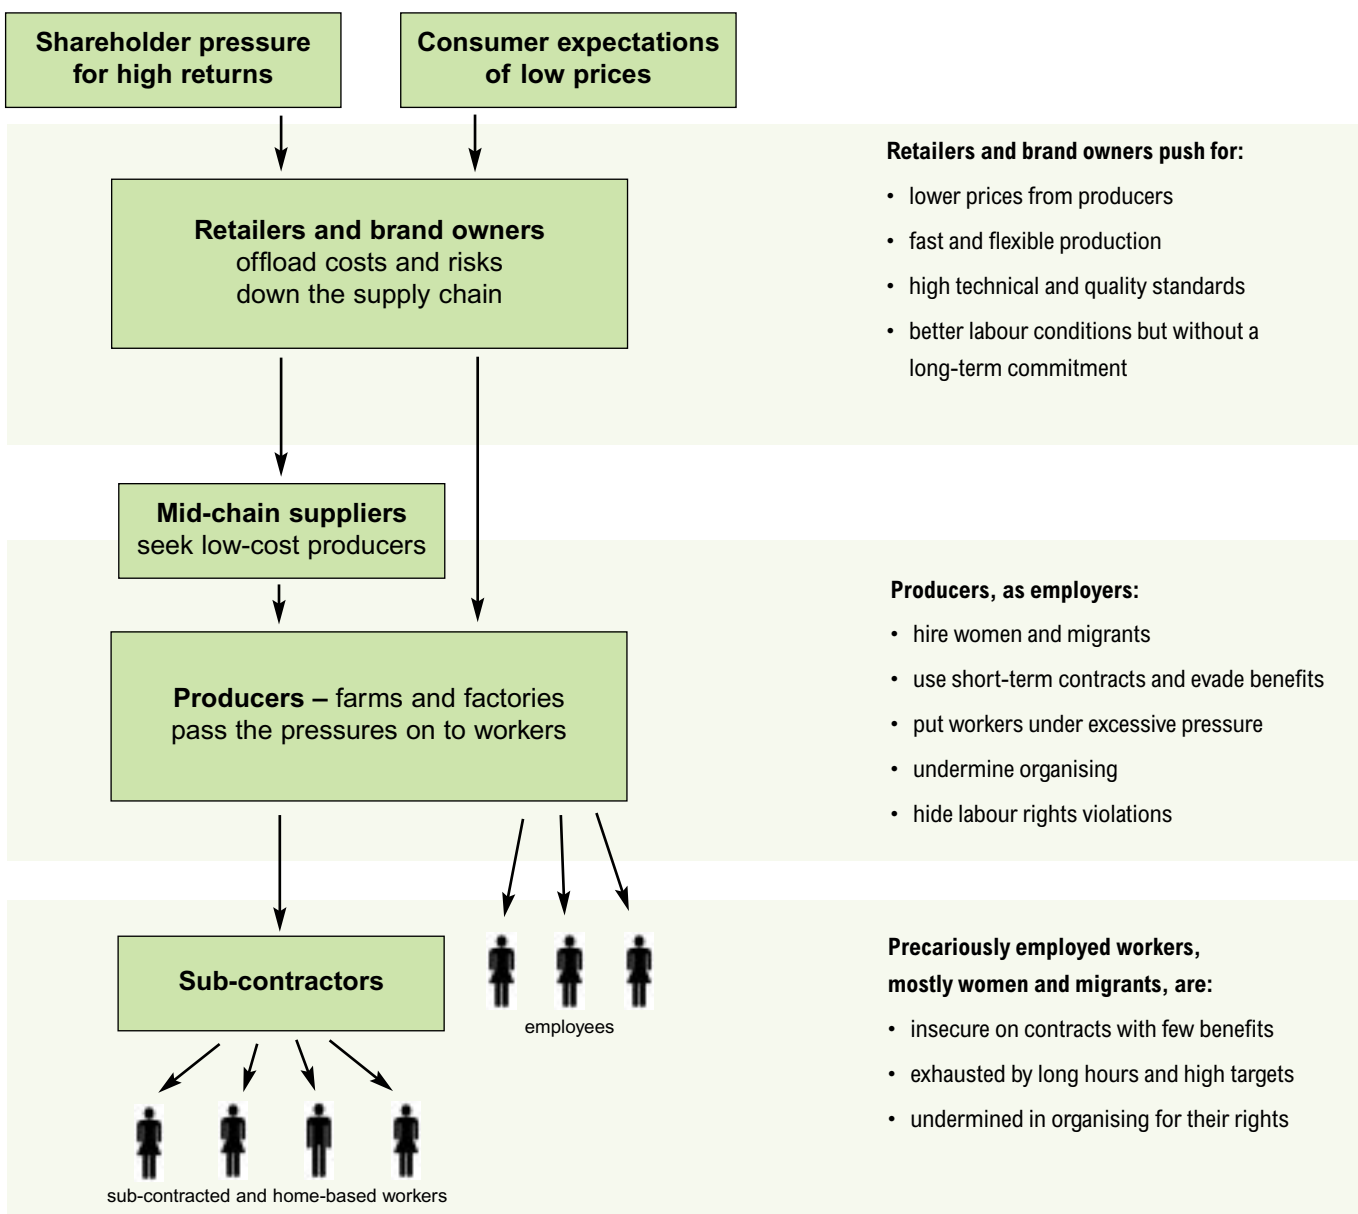 Shareholder pressure
for high returns
Consumer expectations
of low prices
Retailers and brand owners
offload costs and risks
down the supply chain
Retailers and brand owners push for:
• lower prices from producers
• fast and flexible production
• high technical and quality standards
• better labour conditions but without a
long-term commitment
Mid-chain suppliers
seek low-cost producers
Producers – farms and factories
pass the pressures on to workers
Producers, as employers:
• hire women and migrants
• use short-term contracts and evade benefits
• put workers under excessive pressure
• undermine organising
• hide labour rights violations
Sub-contractors
employees
sub-contracted and home-based workers
Precariously employed workers,
mostly women and migrants, are:
• insecure on contracts with few benefits
• exhausted by long hours and high targets
• undermined in organising for their rights